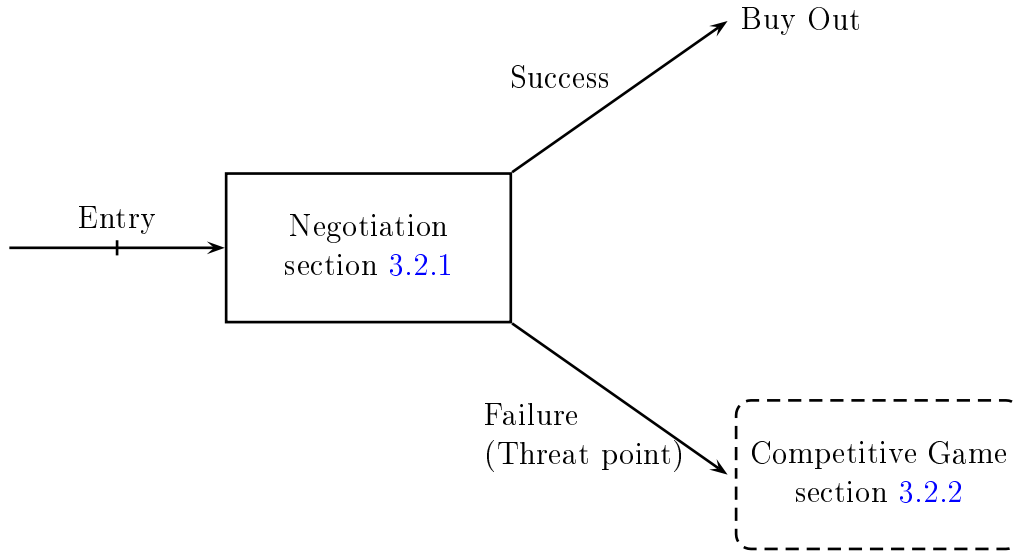 Buy Out
Success
Entry
Negotiation
section 3.2.1
Failure
(Threat point)
Competitive Game
section 3.2.2